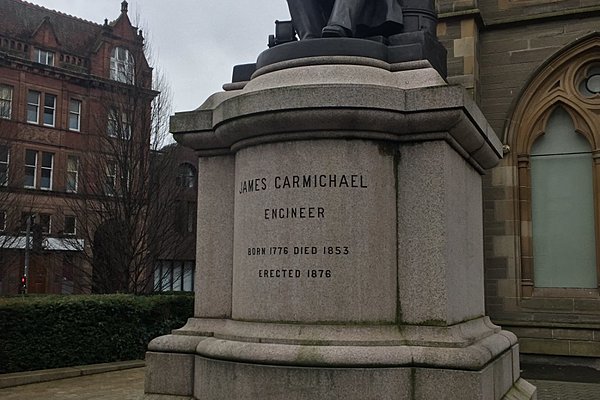 JAMES CARMICHAEL
ENGINEER
BORN 1776 DIED 1853
ERECTED 1876